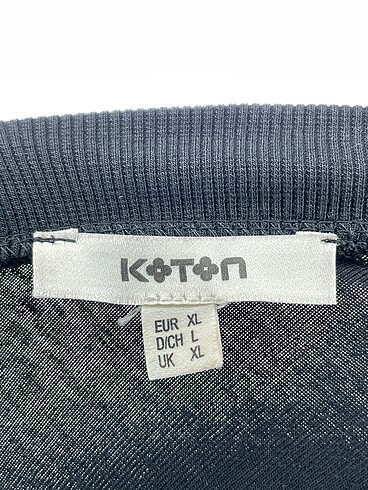 KOTON
EUR XL
D/CH L
UK XL